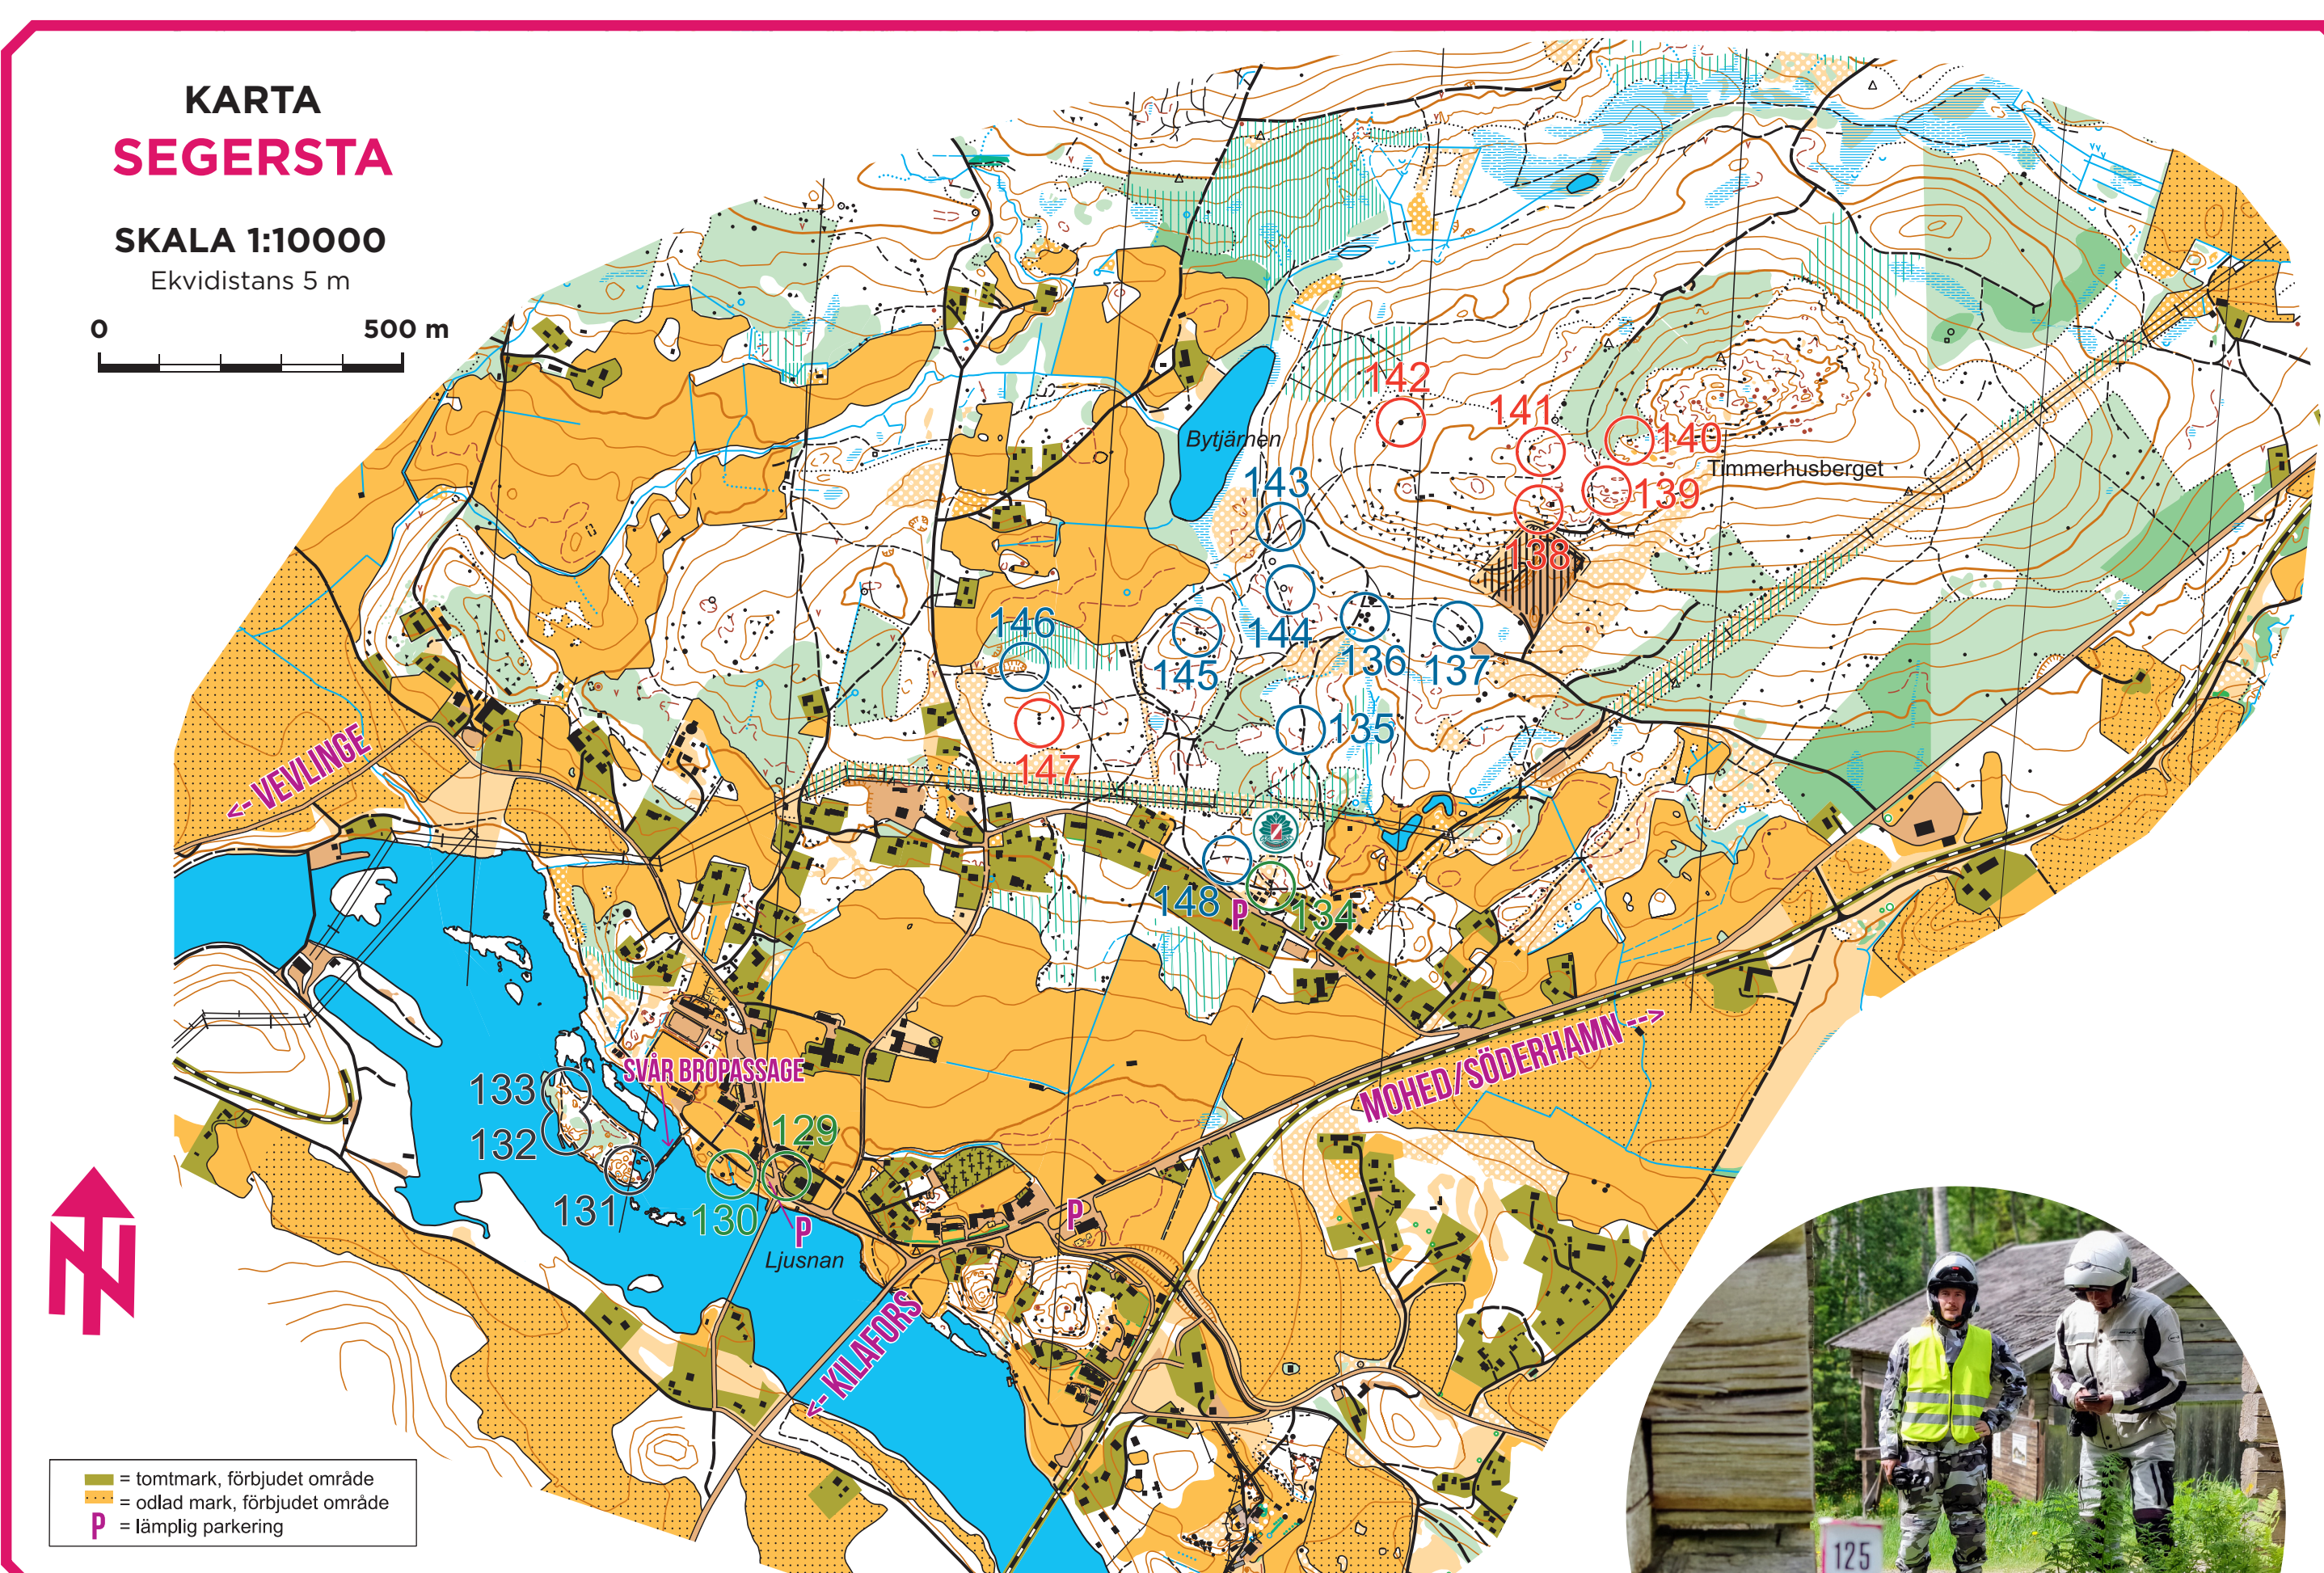 KARTA
SEGERSTA
SKALA 1:10000
Ekvidistans 5 m
0 500 m
142
141
140
Bytjärnen
Timmerhusberget
143
139
138
146
144
145
136
137
135
147
<- VEVLINGE
148
P
134
MOHED/SÖDERHAMN -->
SVÅR BROPASSAGE
133
129
132
131
130
P
P
Ljusnan
<- KILAFORS
N
= tomtmark, förbjudet område
= odlad mark, förbjudet område
P = lämplig parkering
125